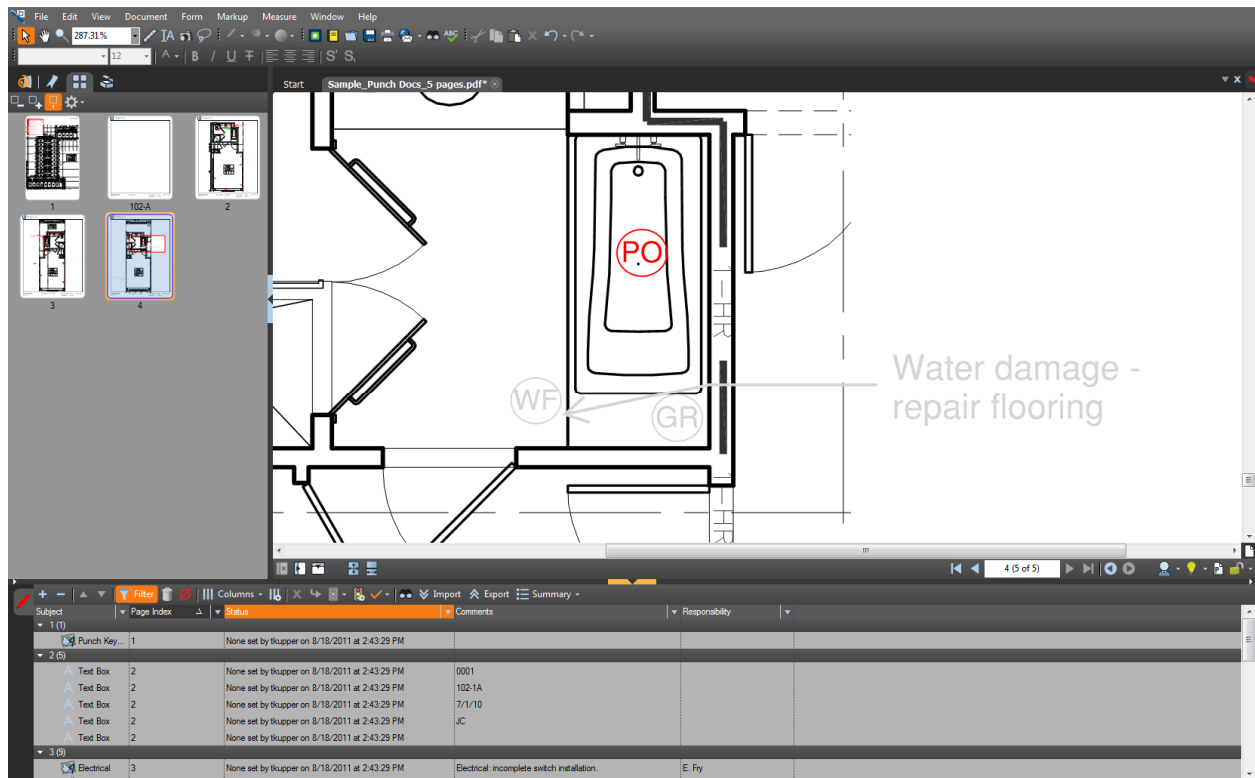 File Edit View Document Form Markup Measure Window Help
287.31%
12
Start Sample_Punch Docs_5 pages.pdf*
1 102-A 2
3 4
PO
Water damage -
repair flooring
WF
GR
1-HR
1-HR
4 (5 of 5)
Filter Columns Import Export Summary
Subject Page Index Status Comments Responsibility
1 (1)
Punch Key... 1 None set by tkupper on 8/18/2011 at 2:43:29 PM
2 (5)
Text Box 2 None set by tkupper on 8/18/2011 at 2:43:29 PM 0001
Text Box 2 None set by tkupper on 8/18/2011 at 2:43:29 PM 102-1A
Text Box 2 None set by tkupper on 8/18/2011 at 2:43:29 PM 7/1/10
Text Box 2 None set by tkupper on 8/18/2011 at 2:43:29 PM JC
Text Box 2 None set by tkupper on 8/18/2011 at 2:43:29 PM
3 (9)
Electrical 3 None set by tkupper on 8/18/2011 at 2:43:29 PM Electrical: incomplete switch installation. E. Fry